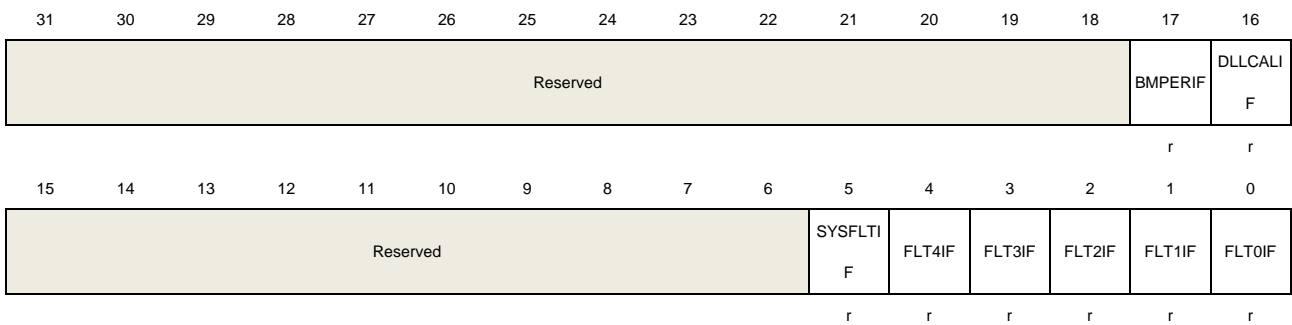 31 30 29 28 27 26 25 24 23 22 21 20 19 18 17 16
Reserved BMPERIF DLLCALI
F
r r
15 14 13 12 11 10 9 8 7 6 5 4 3 2 1 0
Reserved SYSFLTI
F FLT4IF FLT3IF FLT2IF FLT1IF FLT0IF
r r r r r r